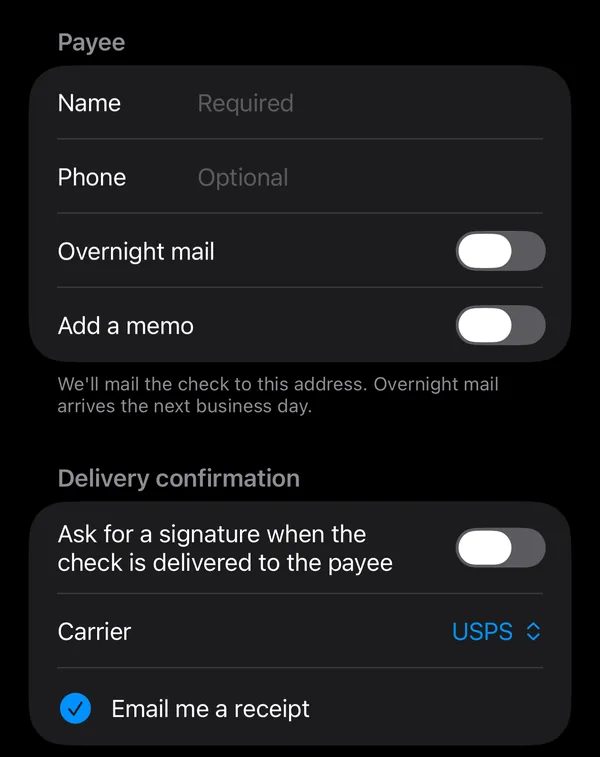 Payee
Name Required
Phone Optional
Overnight mail
Add a memo
We'll mail the check to this address. Overnight mail
arrives the next business day.
Delivery confirmation
Ask for a signature when the
check is delivered to the payee
Carrier USPS
Email me a receipt